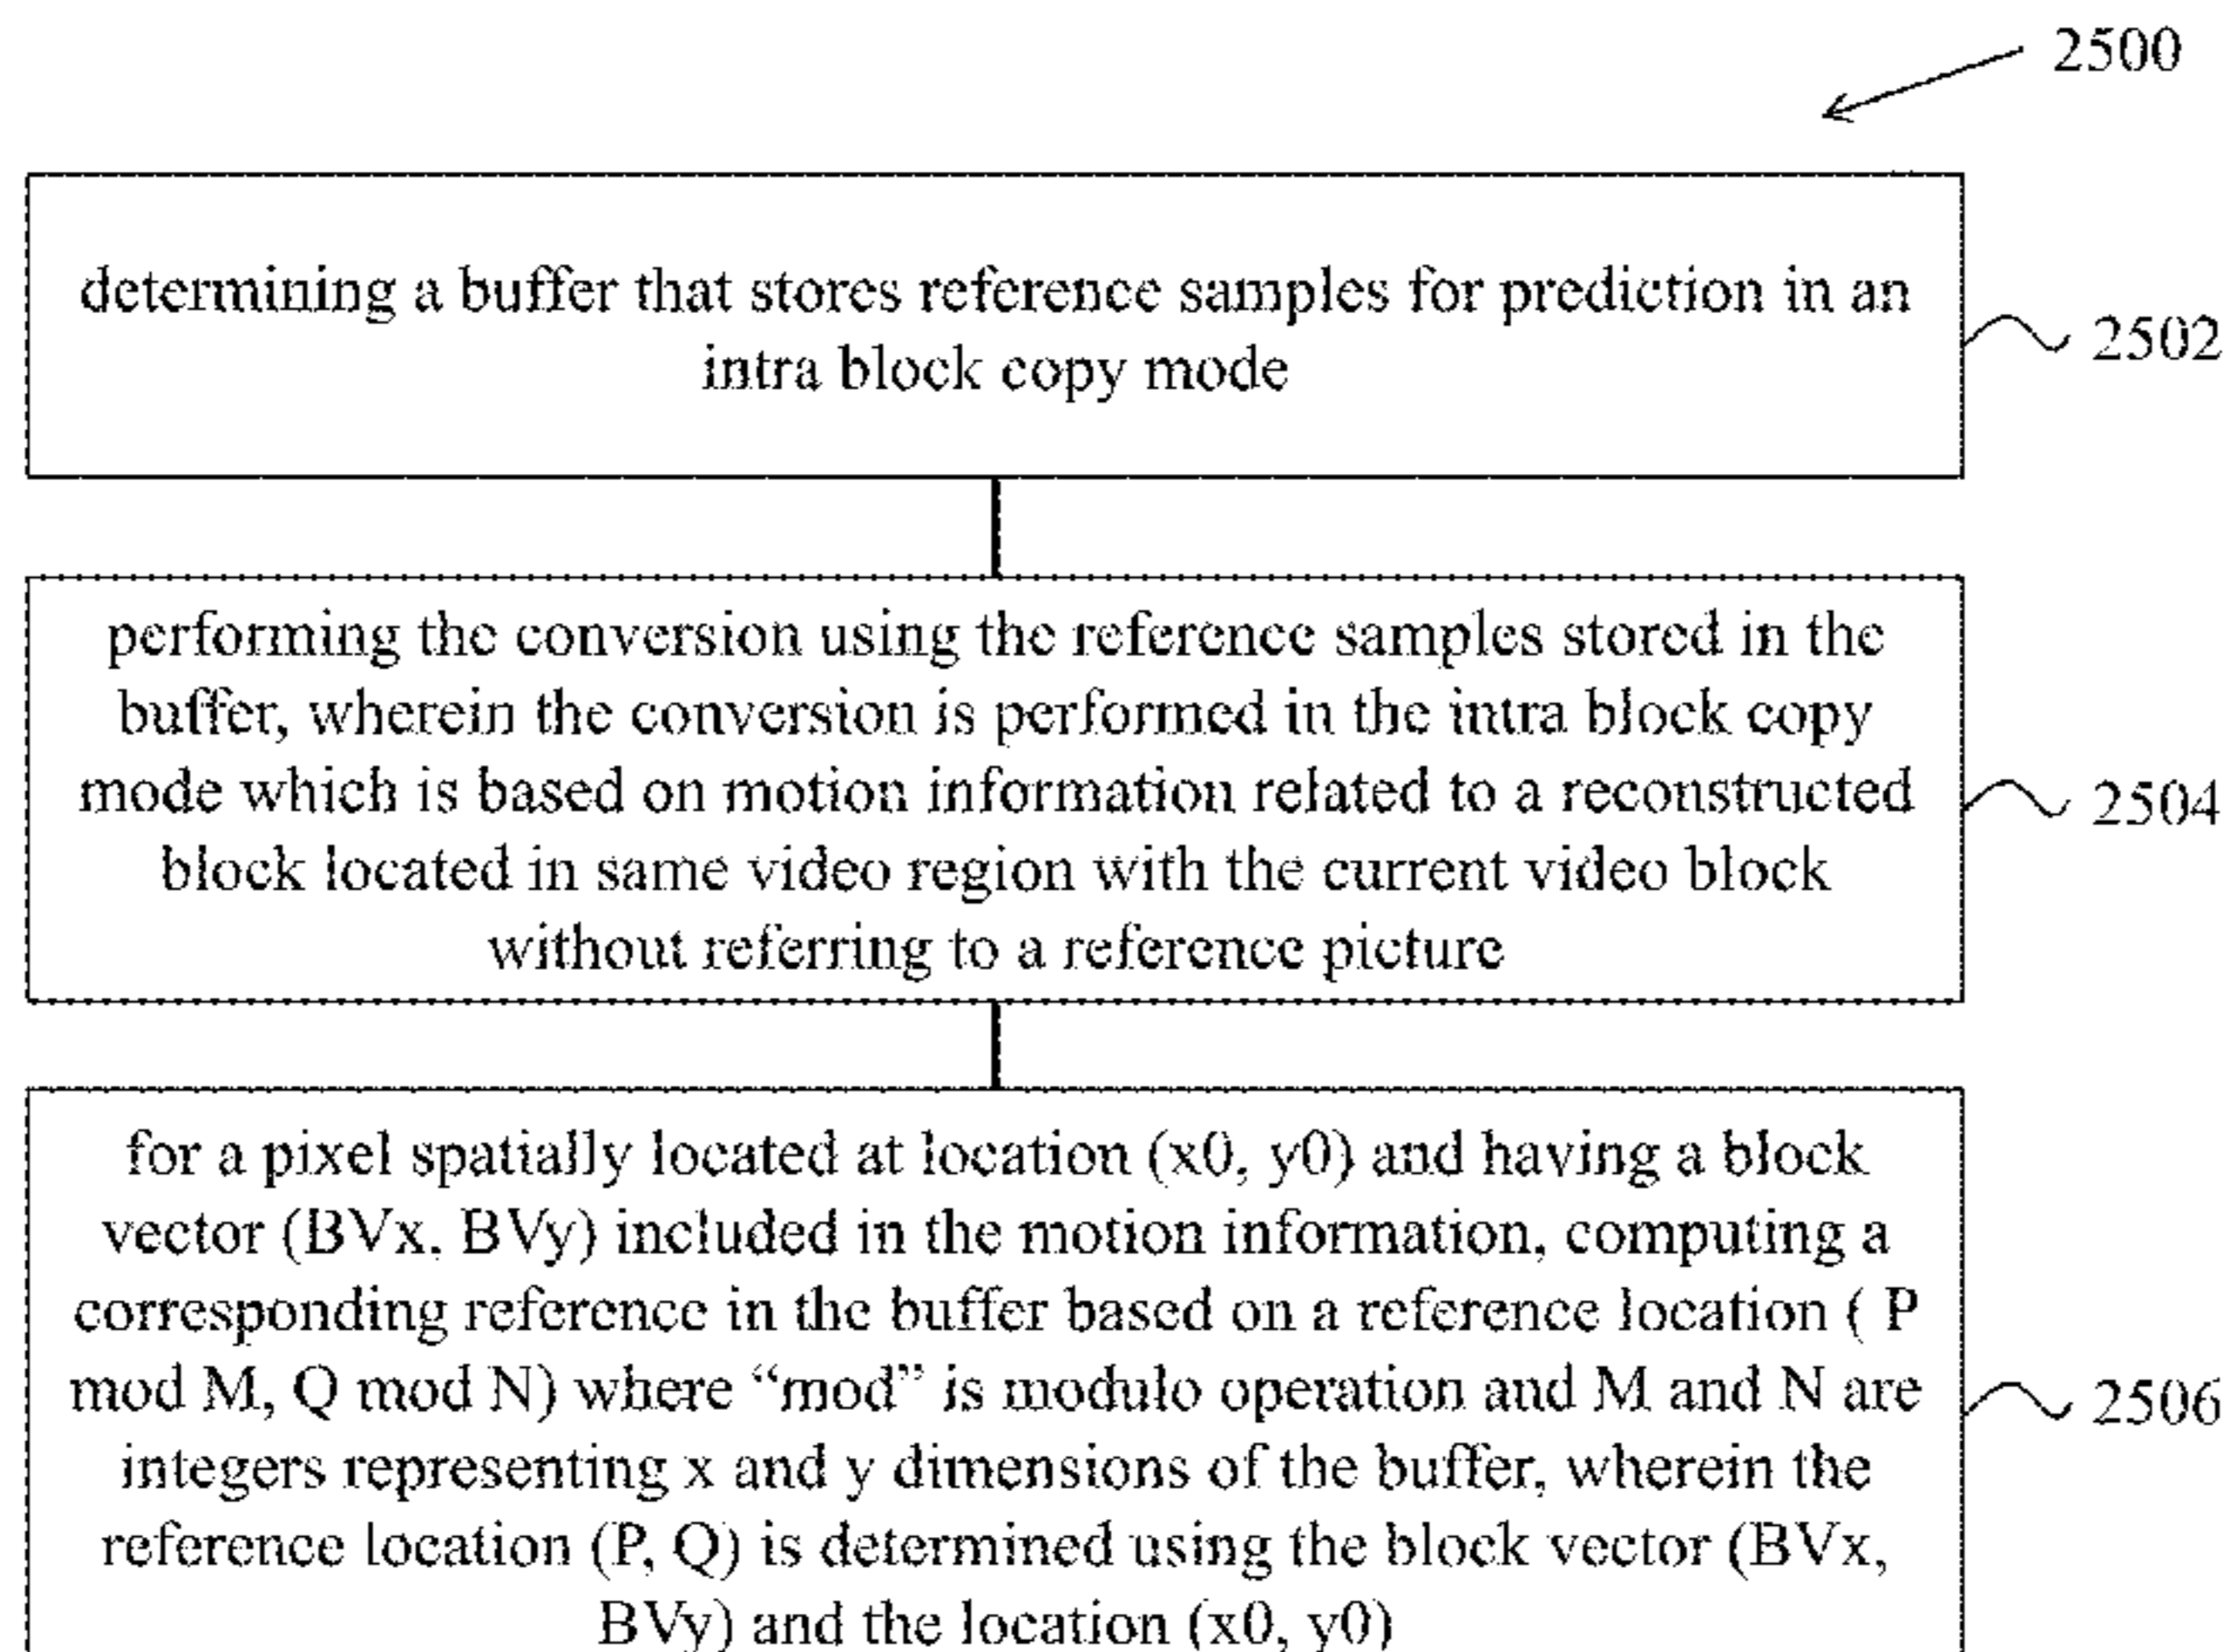 2500
determining a buffer that stores reference samples for prediction in an
intra block copy mode
2502
performing the conversion using the reference samples stored in the
buffer, wherein the conversion is performed in the intra block copy
mode which is based on motion information related to a reconstructed
block located in same video region with the current video block
without referring to a reference picture
2504
for a pixel spatially located at location (x0, y0) and having a block
vector (BVx, BVy) included in the motion information, computing a
corresponding reference in the buffer based on a reference location ( P
mod M, Q mod N) where “mod” is modulo operation and M and N are
integers representing x and y dimensions of the buffer, wherein the
reference location (P, Q) is determined using the block vector (BVx,
BVy) and the location (x0, y0)
2506